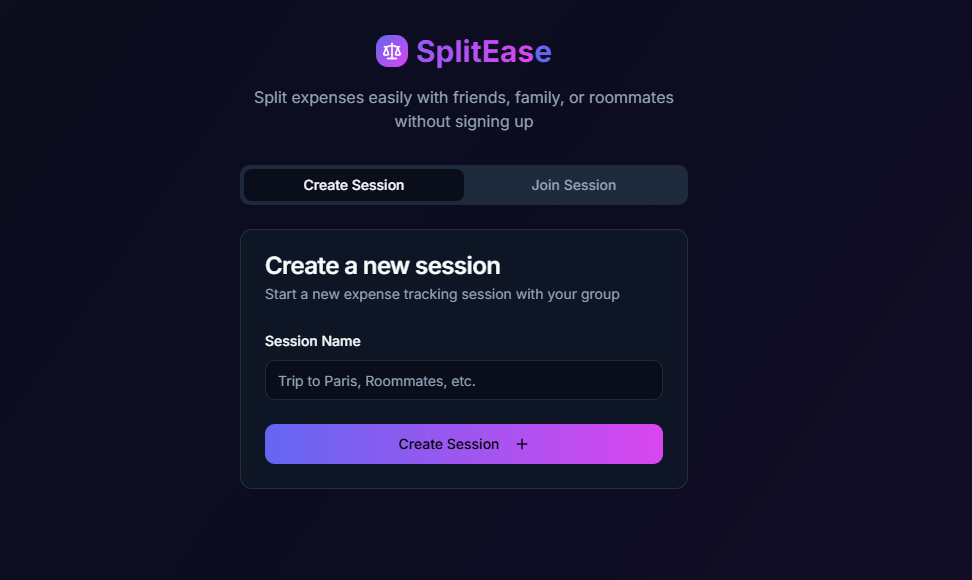 SplitEase
Split expenses easily with friends, family, or roommates
without signing up
Create Session
Join Session
Create a new session
Start a new expense tracking session with your group
Session Name
Trip to Paris, Roommates, etc.
Create Session +